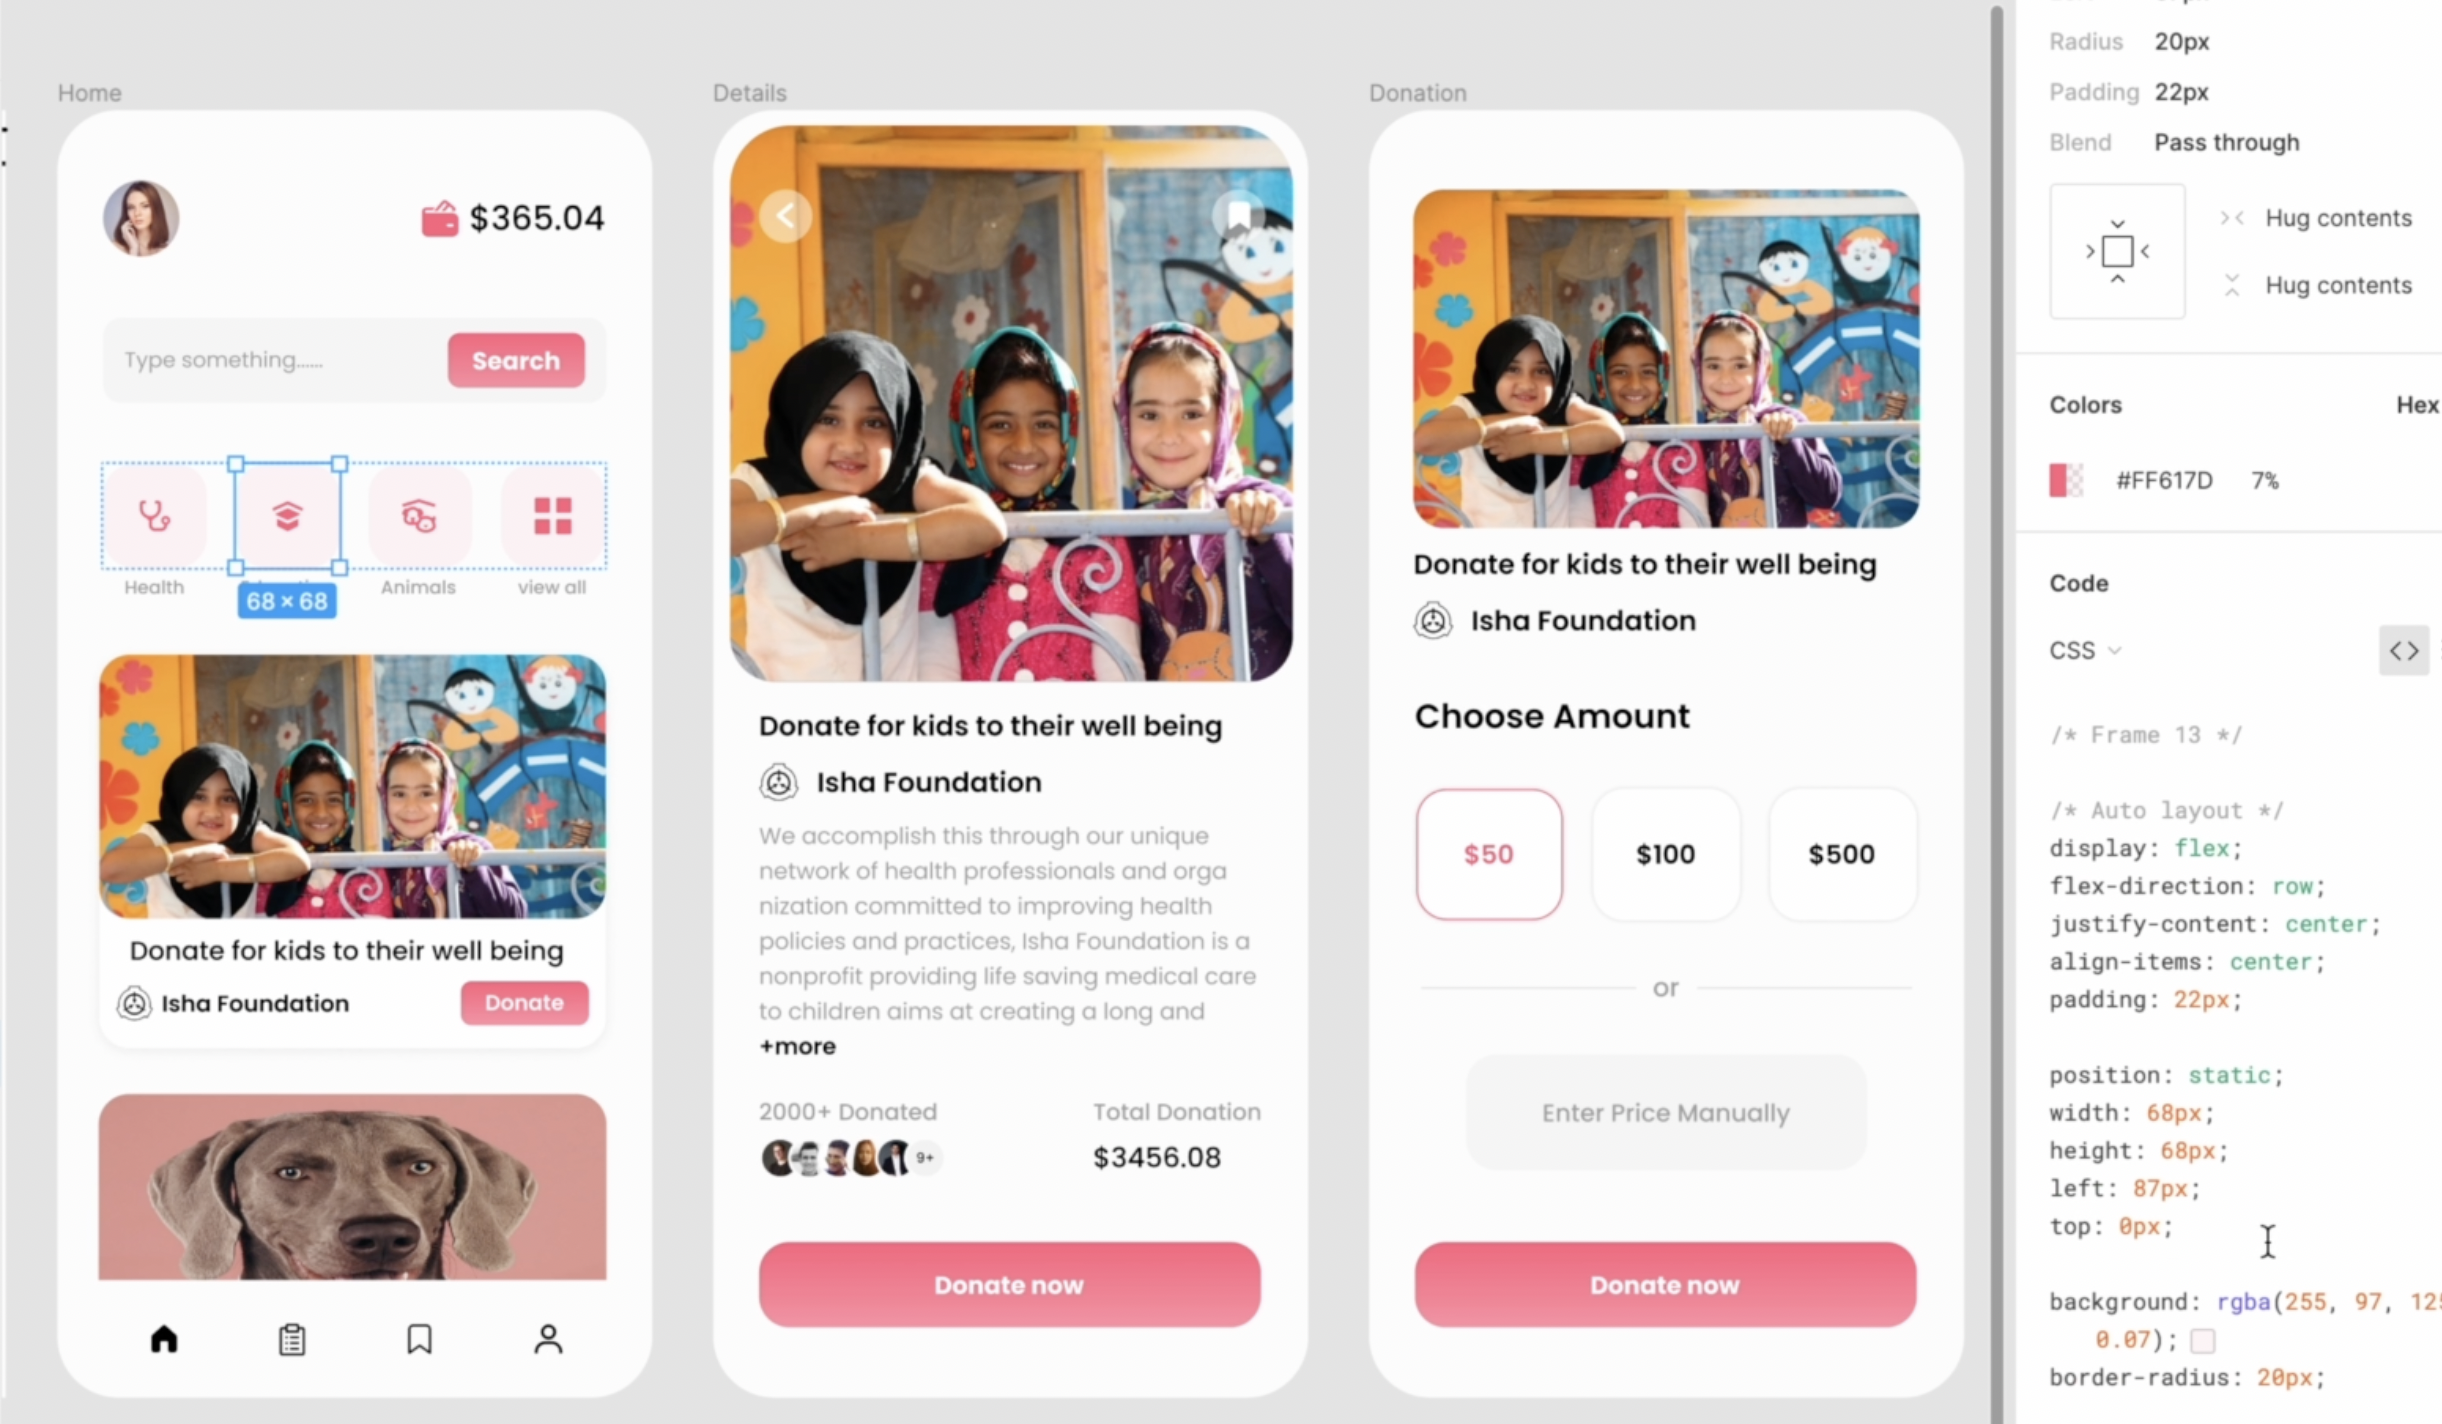 Home
$365.04
Type something......
Search
Health
Animals
view all
68 × 68
Donate for kids to their well being
Isha Foundation
Donate
Details
Donate for kids to their well being
Isha Foundation
We accomplish this through our unique
network of health professionals and orga
nization committed to improving health
policies and practices, Isha Foundation is a
nonprofit providing life saving medical care
to children aims at creating a long and
+more
2000+ Donated
Total Donation
9+
$3456.08
Donate now
Donation
Donate for kids to their well being
Isha Foundation
Choose Amount
$50
$100
$500
or
Enter Price Manually
Donate now
Radius 20px
Padding 22px
Blend Pass through
Hug contents
Hug contents
Colors Hex
#FF617D 7%
Code
CSS
/* Frame 13 */
/* Auto layout */
display: flex;
flex-direction: row;
justify-content: center;
align-items: center;
padding: 22px;
position: static;
width: 68px;
height: 68px;
left: 87px;
top: 0px;
background: rgba(255, 97, 125
0.07);
border-radius: 20px;